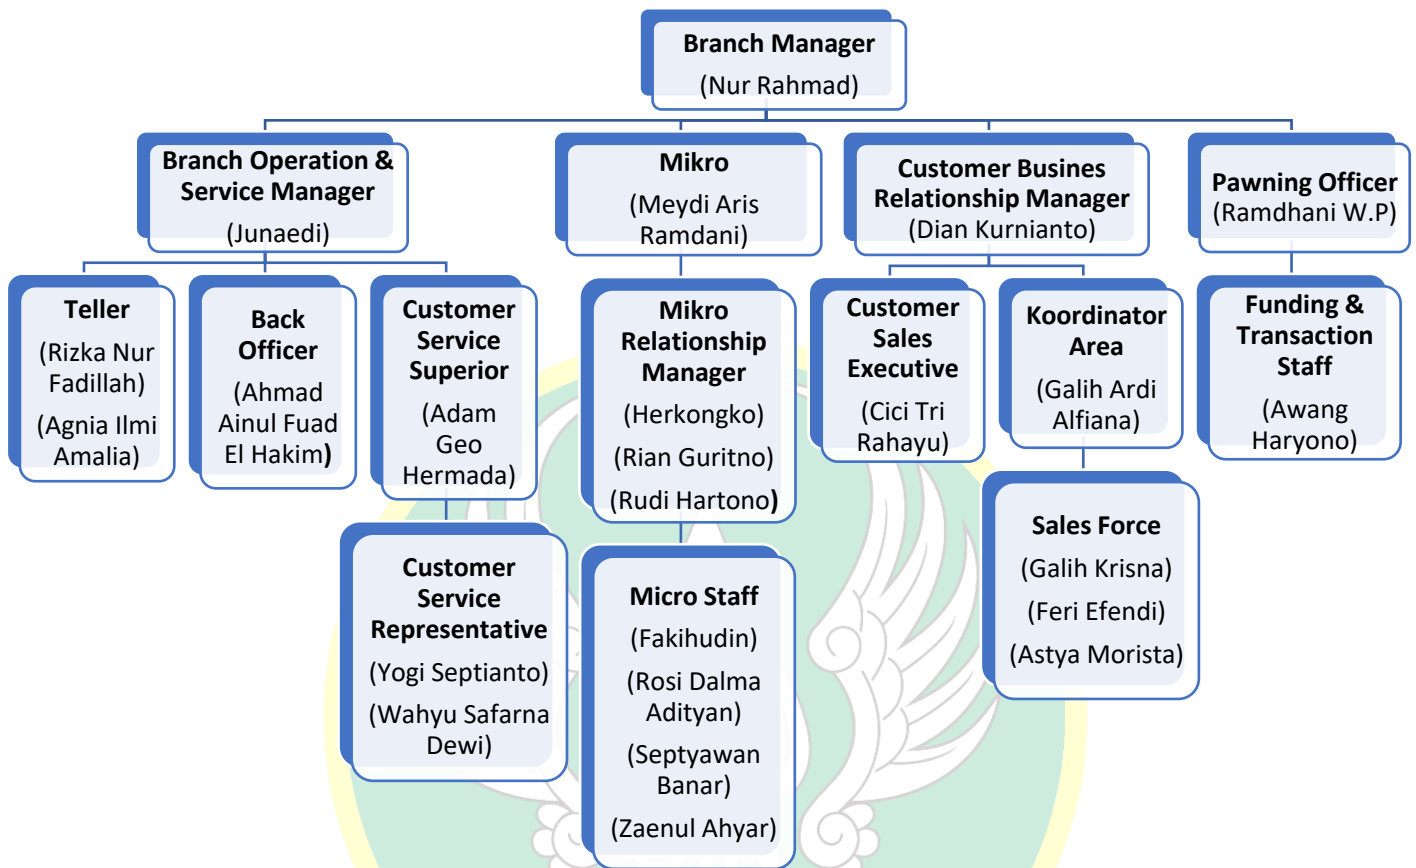 Branch Manager
(Nur Rahmad)
Branch Operation &
Service Manager
(Junaedi)
Mikro
(Meydi Aris
Ramdani)
Customer Busines
Relationship Manager
(Dian Kurnianto)
Pawning Officer
(Ramdhani W.P)
Teller
(Rizka Nur
Fadillah)
(Agnia Ilmi
Amalia)
Back
Officer
(Ahmad
Ainul Fuad
El Hakim)
Customer
Service
Superior
(Adam
Geo
Hermada)
Mikro
Relationship
Manager
(Herkongko)
(Rian Guritno)
(Rudi Hartono)
Customer
Sales
Executive
(Cici Tri
Rahayu)
Koordinator
Area
(Galih Ardi
Alfiana)
Funding &
Transaction
Staff
(Awang
Haryono)
Customer
Service
Representative
(Yogi Septianto)
(Wahyu Safarna
Dewi)
Micro Staff
(Fakihudin)
(Rosi Dalma
Adityan)
(Septyawan
Banar)
(Zaenul Ahyar)
Sales Force
(Galih Krisna)
(Feri Efendi)
(Astya Morista)